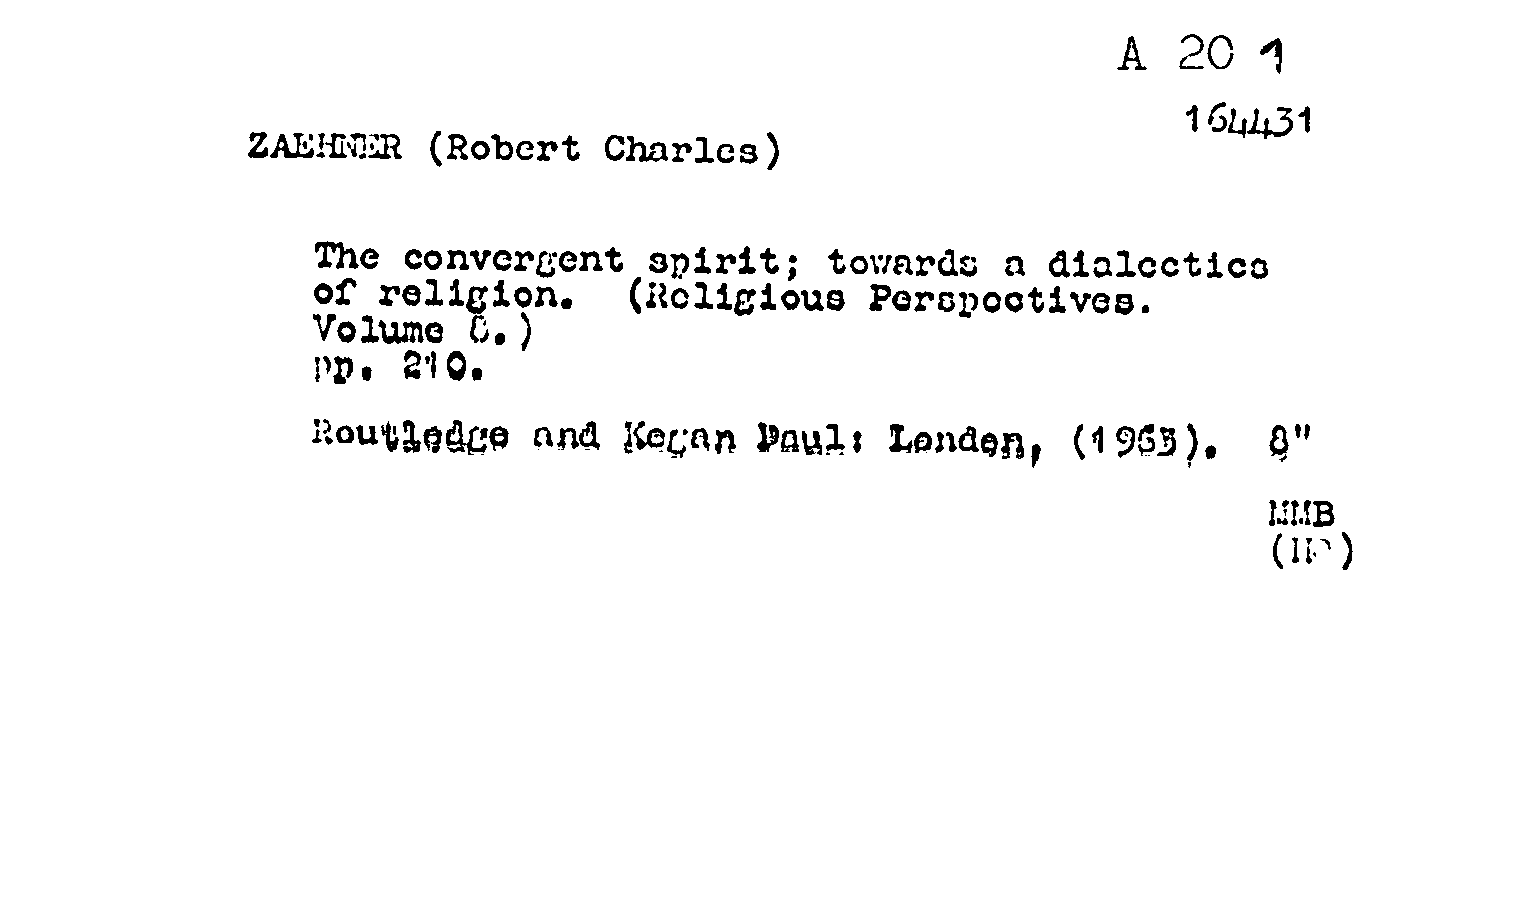 A 20 1
164431
ZAEHNER (Robert Charles)
The convergent spirit; towards a dialectics
of religion. (Religious Perspectives.
Volume 8.)
pp. 210.
Routledge and Kegan Paul: London, (1963). 8"
MMB